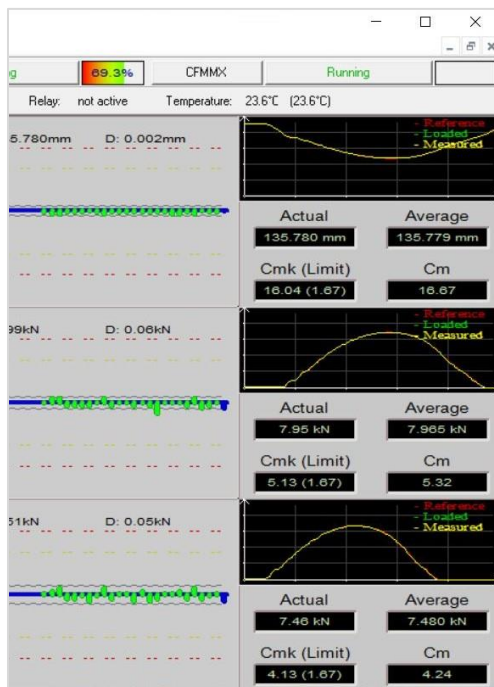 69.3% CFMMX Running
Relay: not active Temperature: 23.6°C (23.6°C)
5.780mm D: 0.002mm
- Reference
- Loaded
- Measured
Actual Average
135.780 mm 135.779 mm
Cmk (Limit) Cm
16.04 (1.67) 16.67
99kN D: 0.06kN
- Reference
- Loaded
- Measured
Actual Average
7.95 kN 7.965 kN
Cmk (Limit) Cm
5.13 (1.67) 5.32
51kN D: 0.05kN
- Reference
- Loaded
- Measured
Actual Average
7.46 kN 7.480 kN
Cmk (Limit) Cm
4.13 (1.67) 4.24